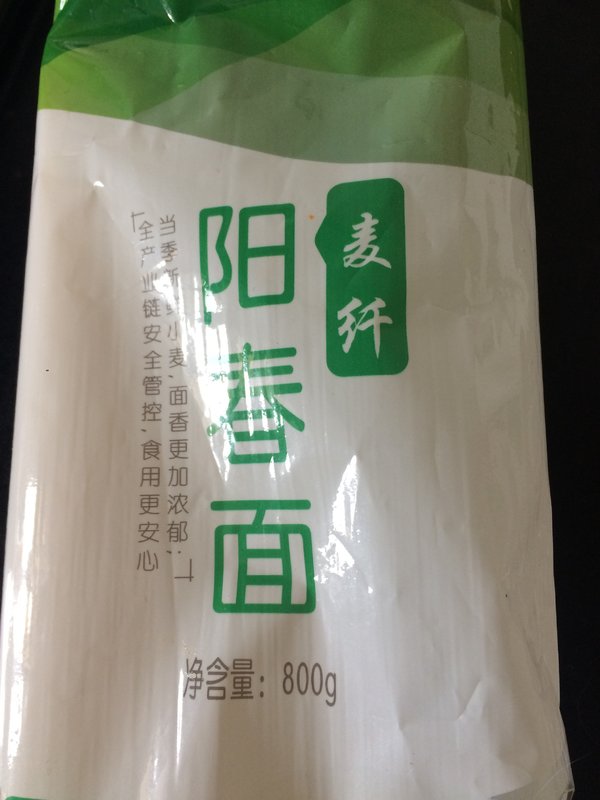 麦纤
阳春面
当季新小麦、面香更加浓郁;
全产业链安全管控、食用更安心
净含量：800g